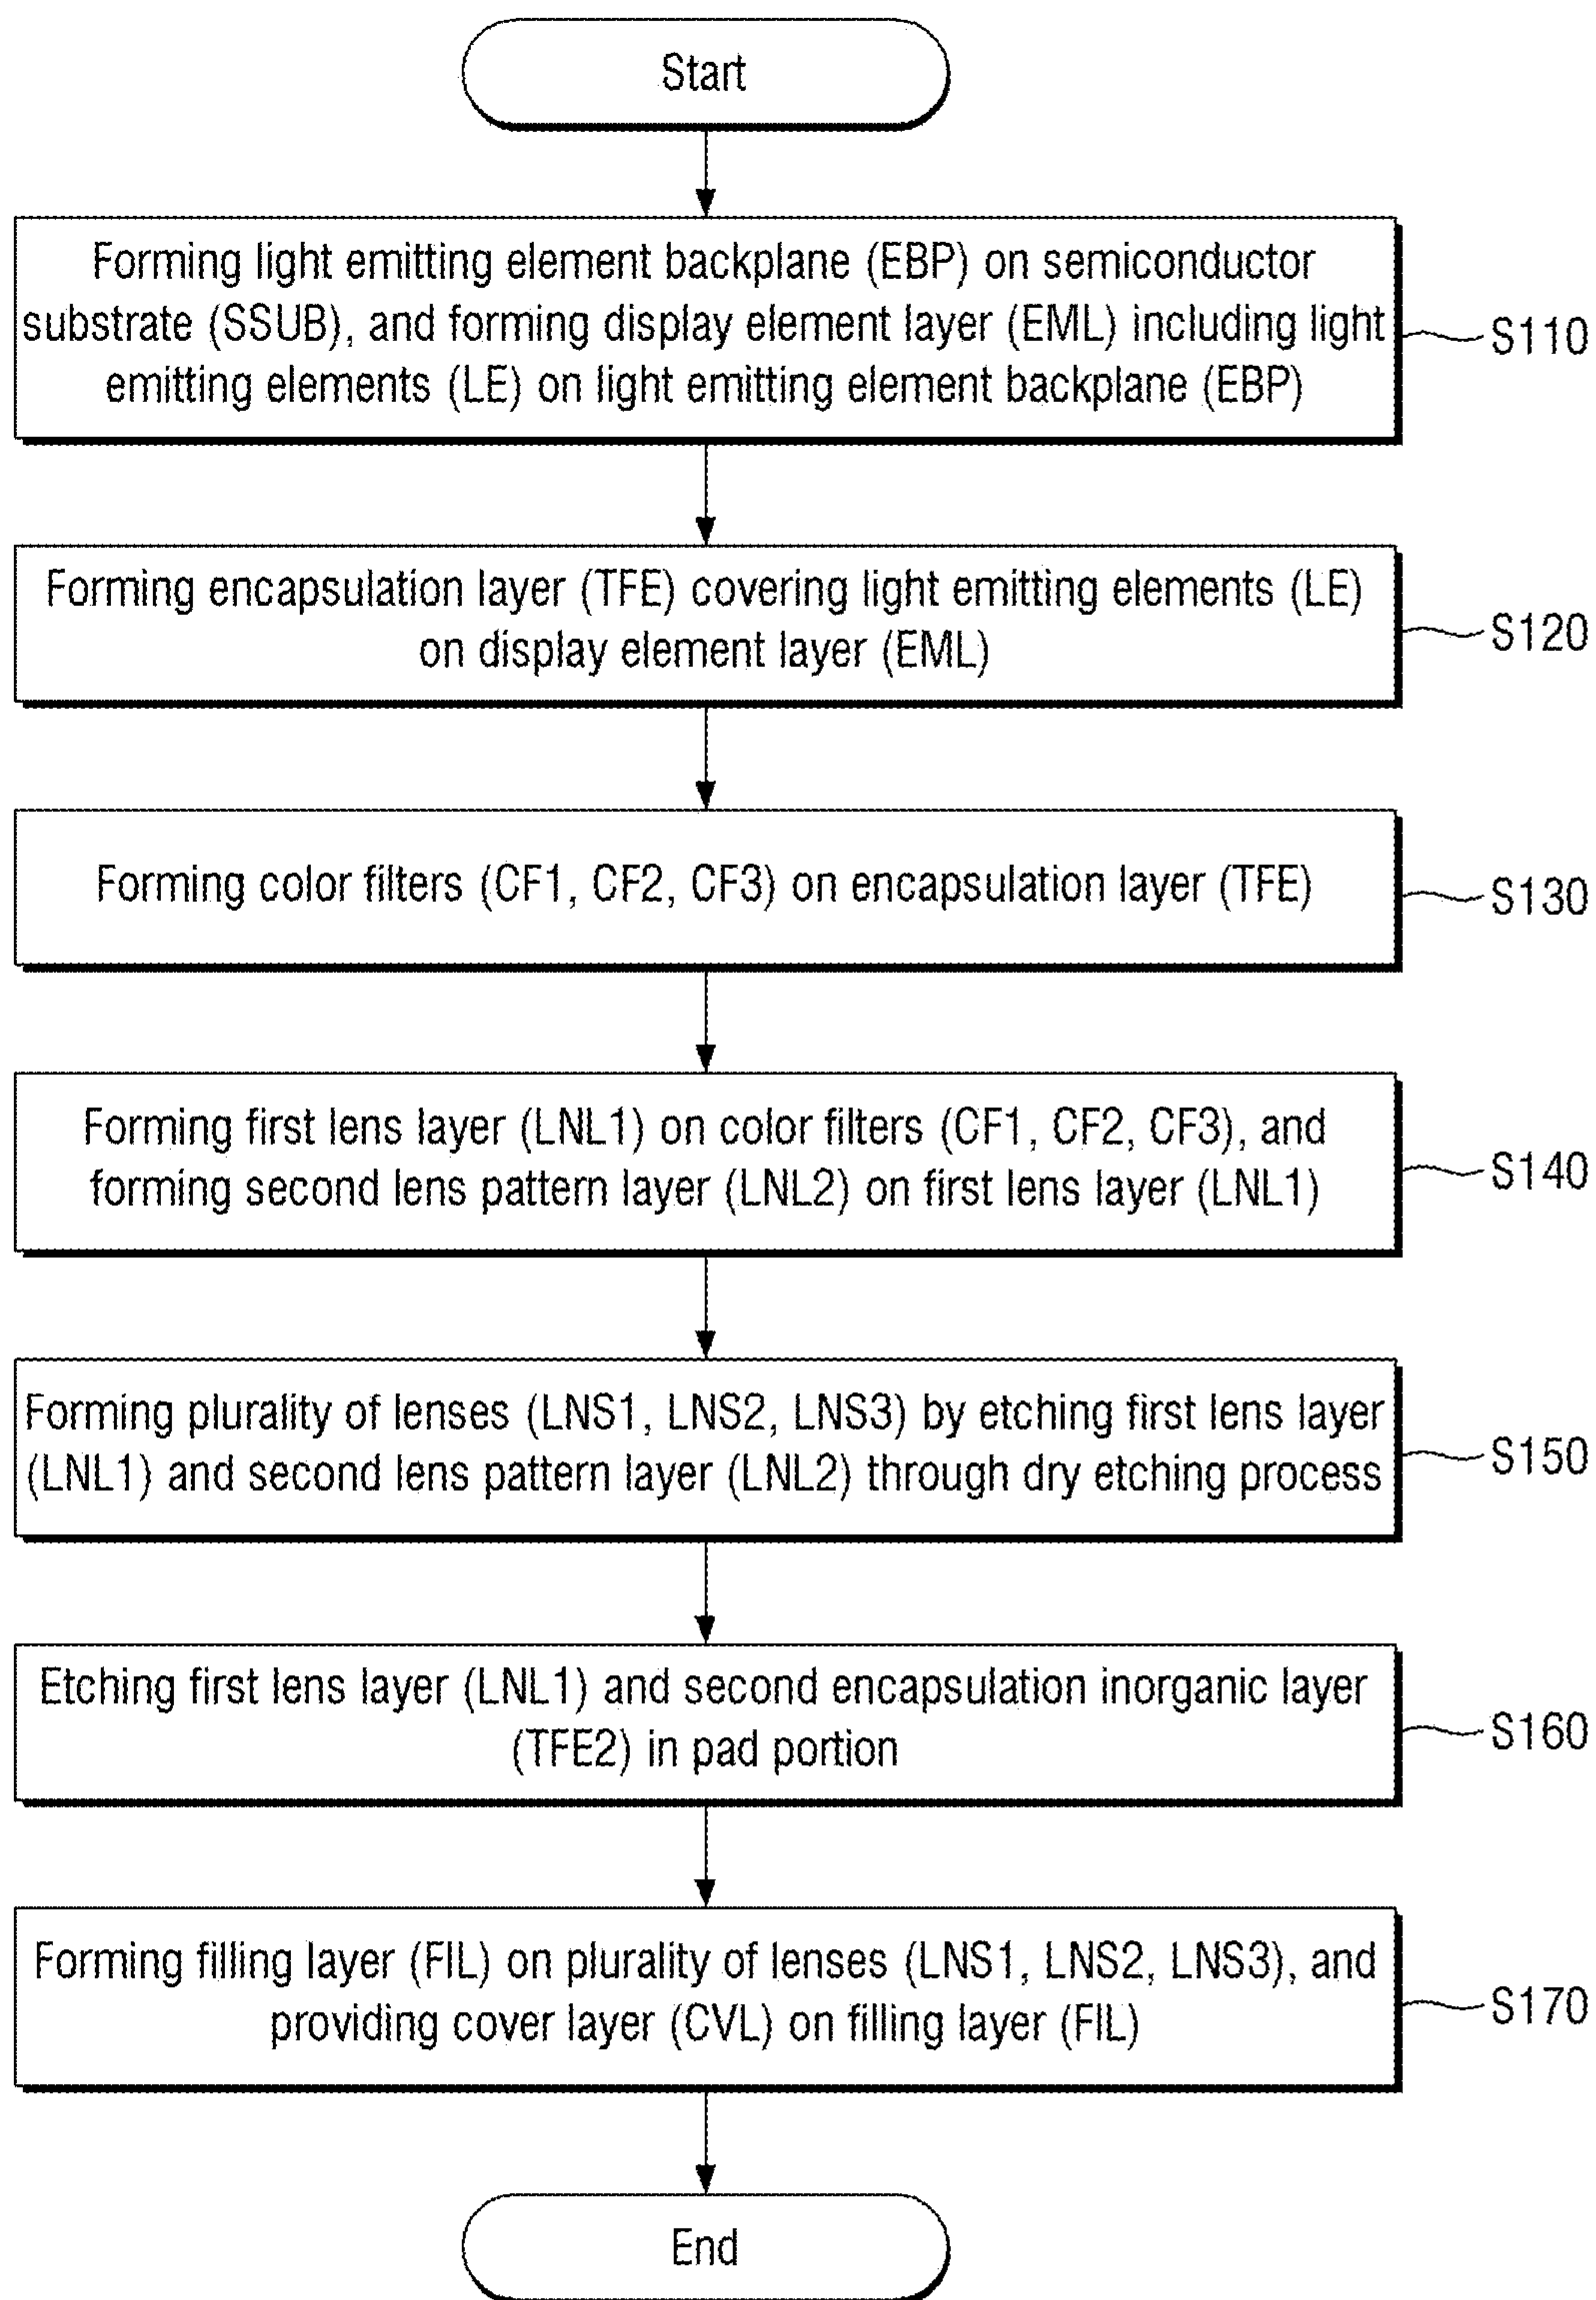 Start
Forming light emitting element backplane (EBP) on semiconductor
substrate (SSUB), and forming display element layer (EML) including light
emitting elements (LE) on light emitting element backplane (EBP)
S110
Forming encapsulation layer (TFE) covering light emitting elements (LE)
on display element layer (EML)
S120
Forming color filters (CF1, CF2, CF3) on encapsulation layer (TFE)
S130
Forming first lens layer (LNL1) on color filters (CF1, CF2, CF3), and
forming second lens pattern layer (LNL2) on first lens layer (LNL1)
S140
Forming plurality of lenses (LNS1, LNS2, LNS3) by etching first lens layer
(LNL1) and second lens pattern layer (LNL2) through dry etching process
S150
Etching first lens layer (LNL1) and second encapsulation inorganic layer
(TFE2) in pad portion
S160
Forming filling layer (FIL) on plurality of lenses (LNS1, LNS2, LNS3), and
providing cover layer (CVL) on filling layer (FIL)
S170
End